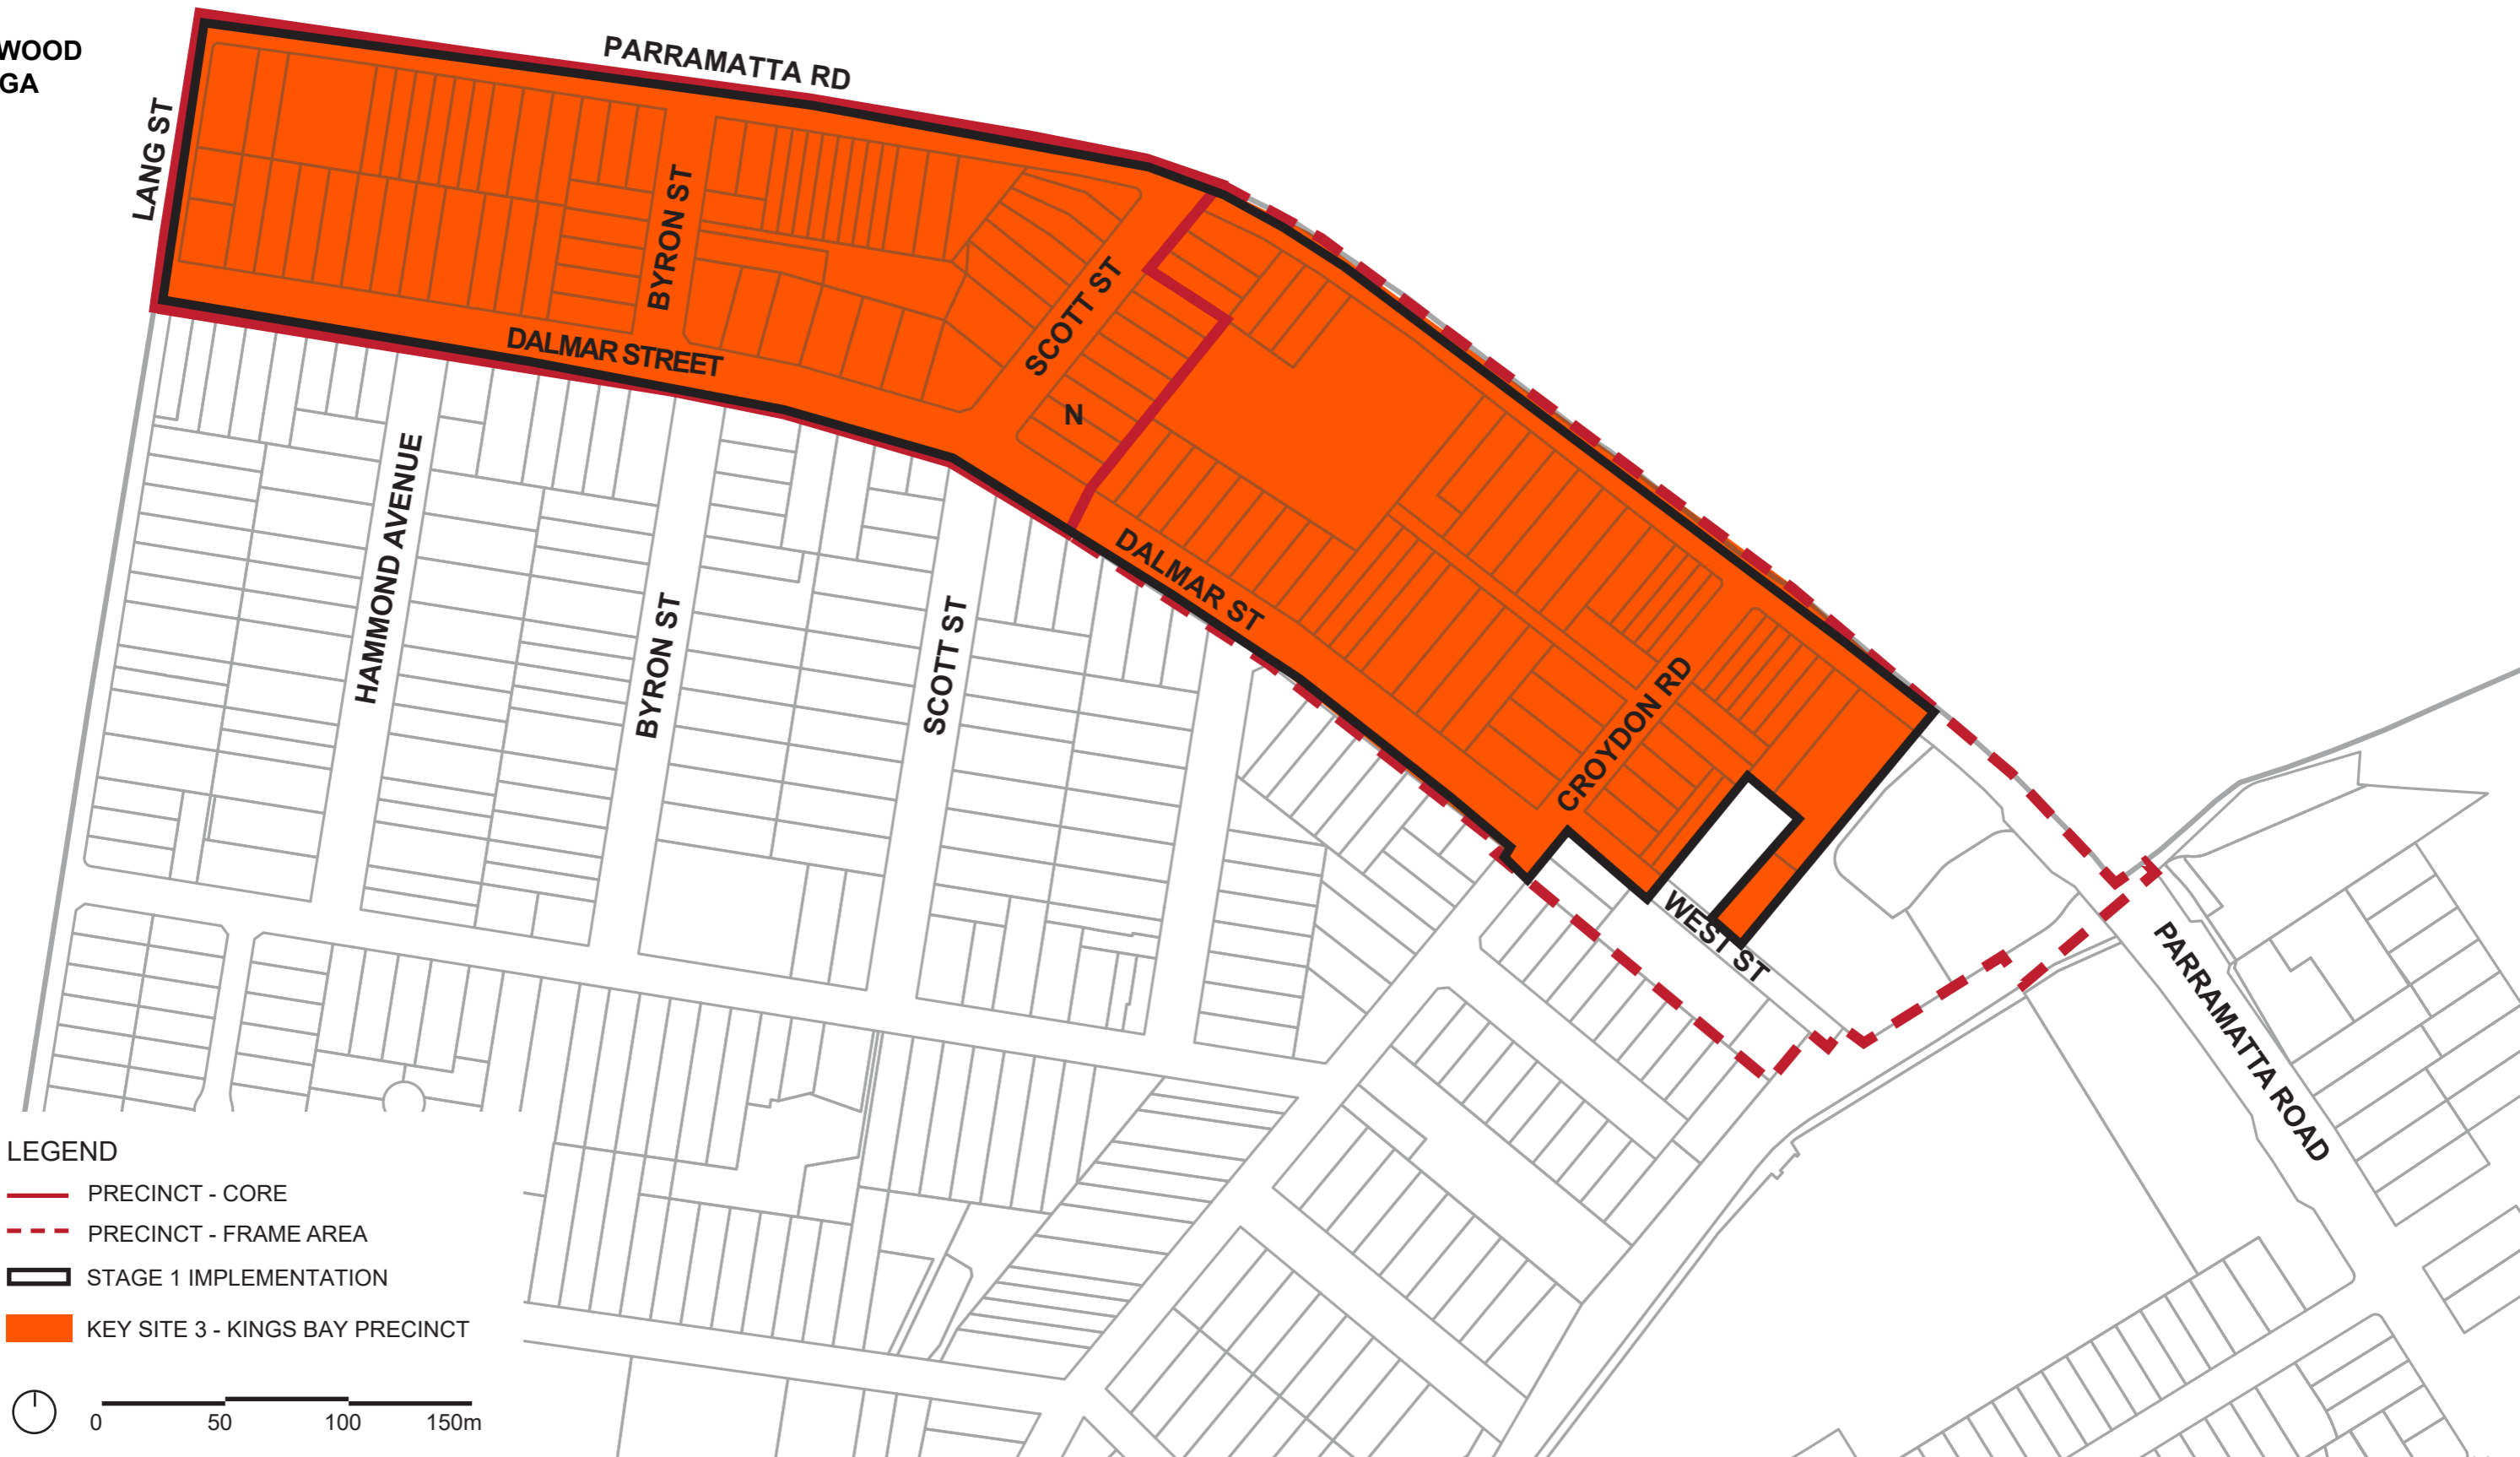 WOOD
GA
PARRAMATTA RD
LANG ST
BYRON ST
SCOTT ST
DALMAR STREET
N
HAMMOND AVENUE
DALMAR ST
BYRON ST
SCOTT ST
CROYDON RD
WEST ST
PARRAMATTA ROAD
LEGEND
PRECINCT - CORE
PRECINCT - FRAME AREA
STAGE 1 IMPLEMENTATION
KEY SITE 3 - KINGS BAY PRECINCT
0 50 100 150m